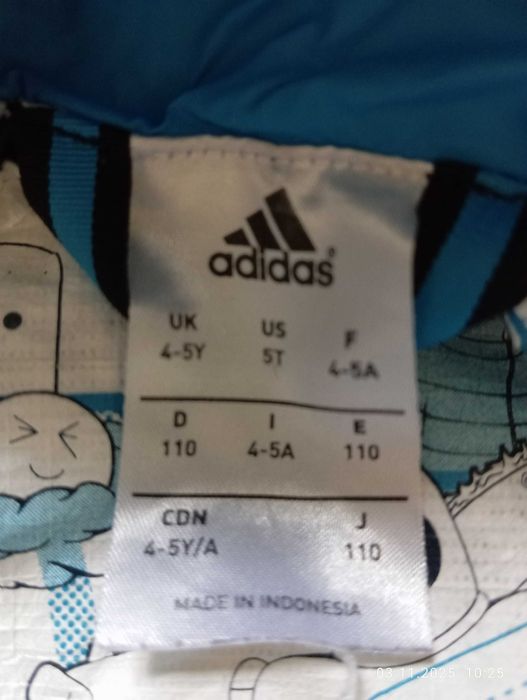 adidas®
UK US F
4-5Y 5T 4-5A
D I E
110 4-5A 110
CDN J
4-5Y/A 110
MADE IN INDONESIA
03.11.2025 10:25